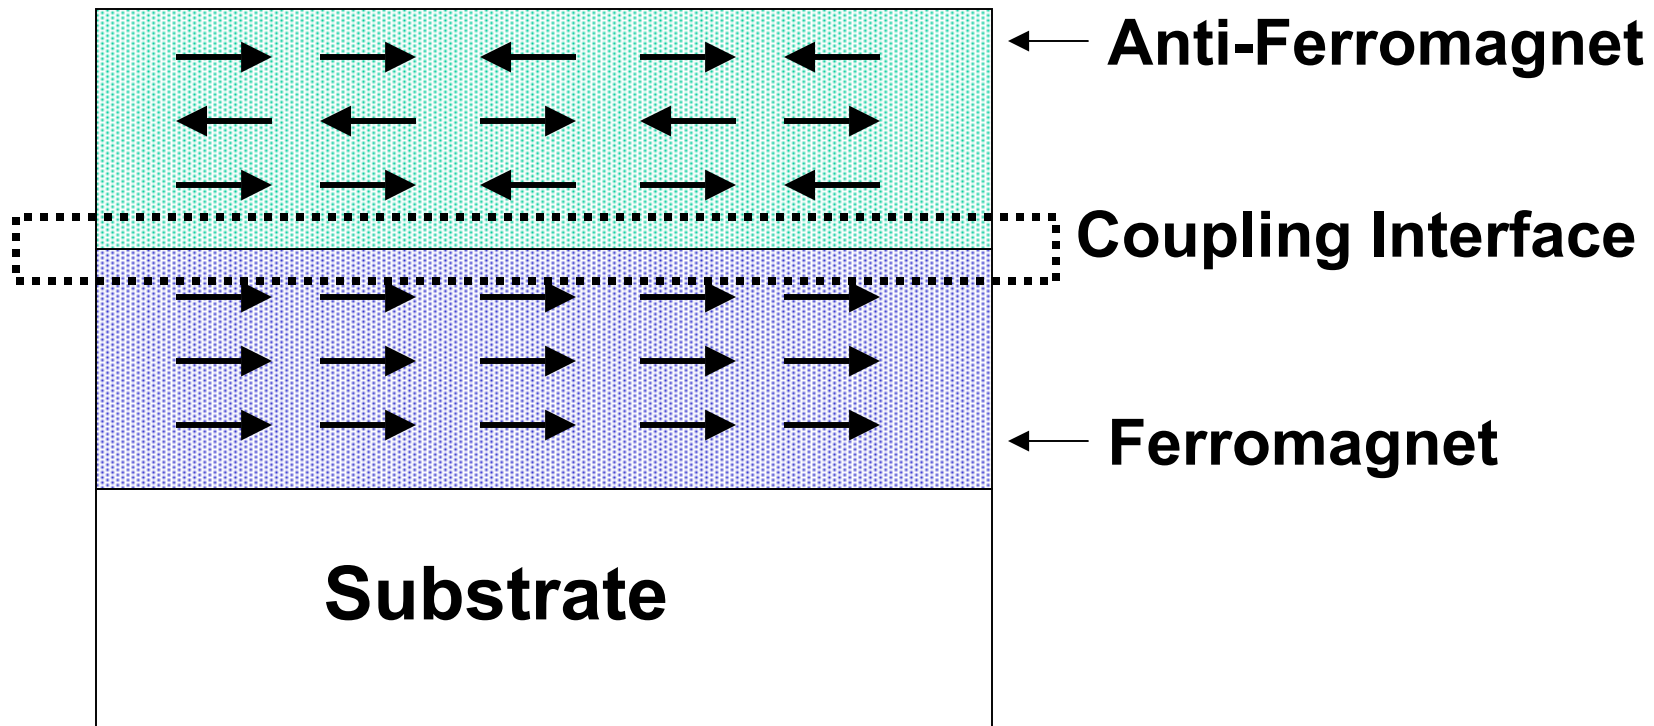 Anti-Ferromagnet
Coupling Interface
Ferromagnet
Substrate